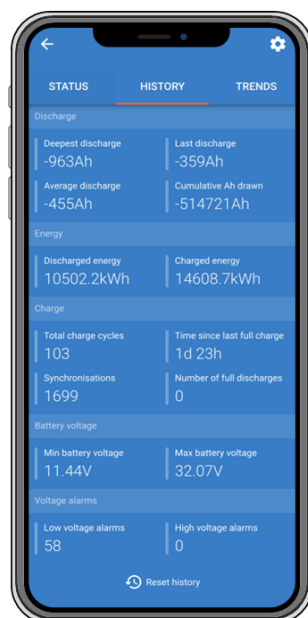 STATUS HISTORY TRENDS
Discharge
Deepest discharge Last discharge
-963Ah -359Ah
Average discharge Cumulative Ah drawn
-455Ah -514721Ah
Energy
Discharged energy Charged energy
10502.2kWh 14608.7kWh
Charge
Total charge cycles Time since last full charge
103 1d 23h
Synchronisations Number of full discharges
1699 0
Battery voltage
Min battery voltage Max battery voltage
11.44V 32.07V
Voltage alarms
Low voltage alarms High voltage alarms
58 0
Reset history